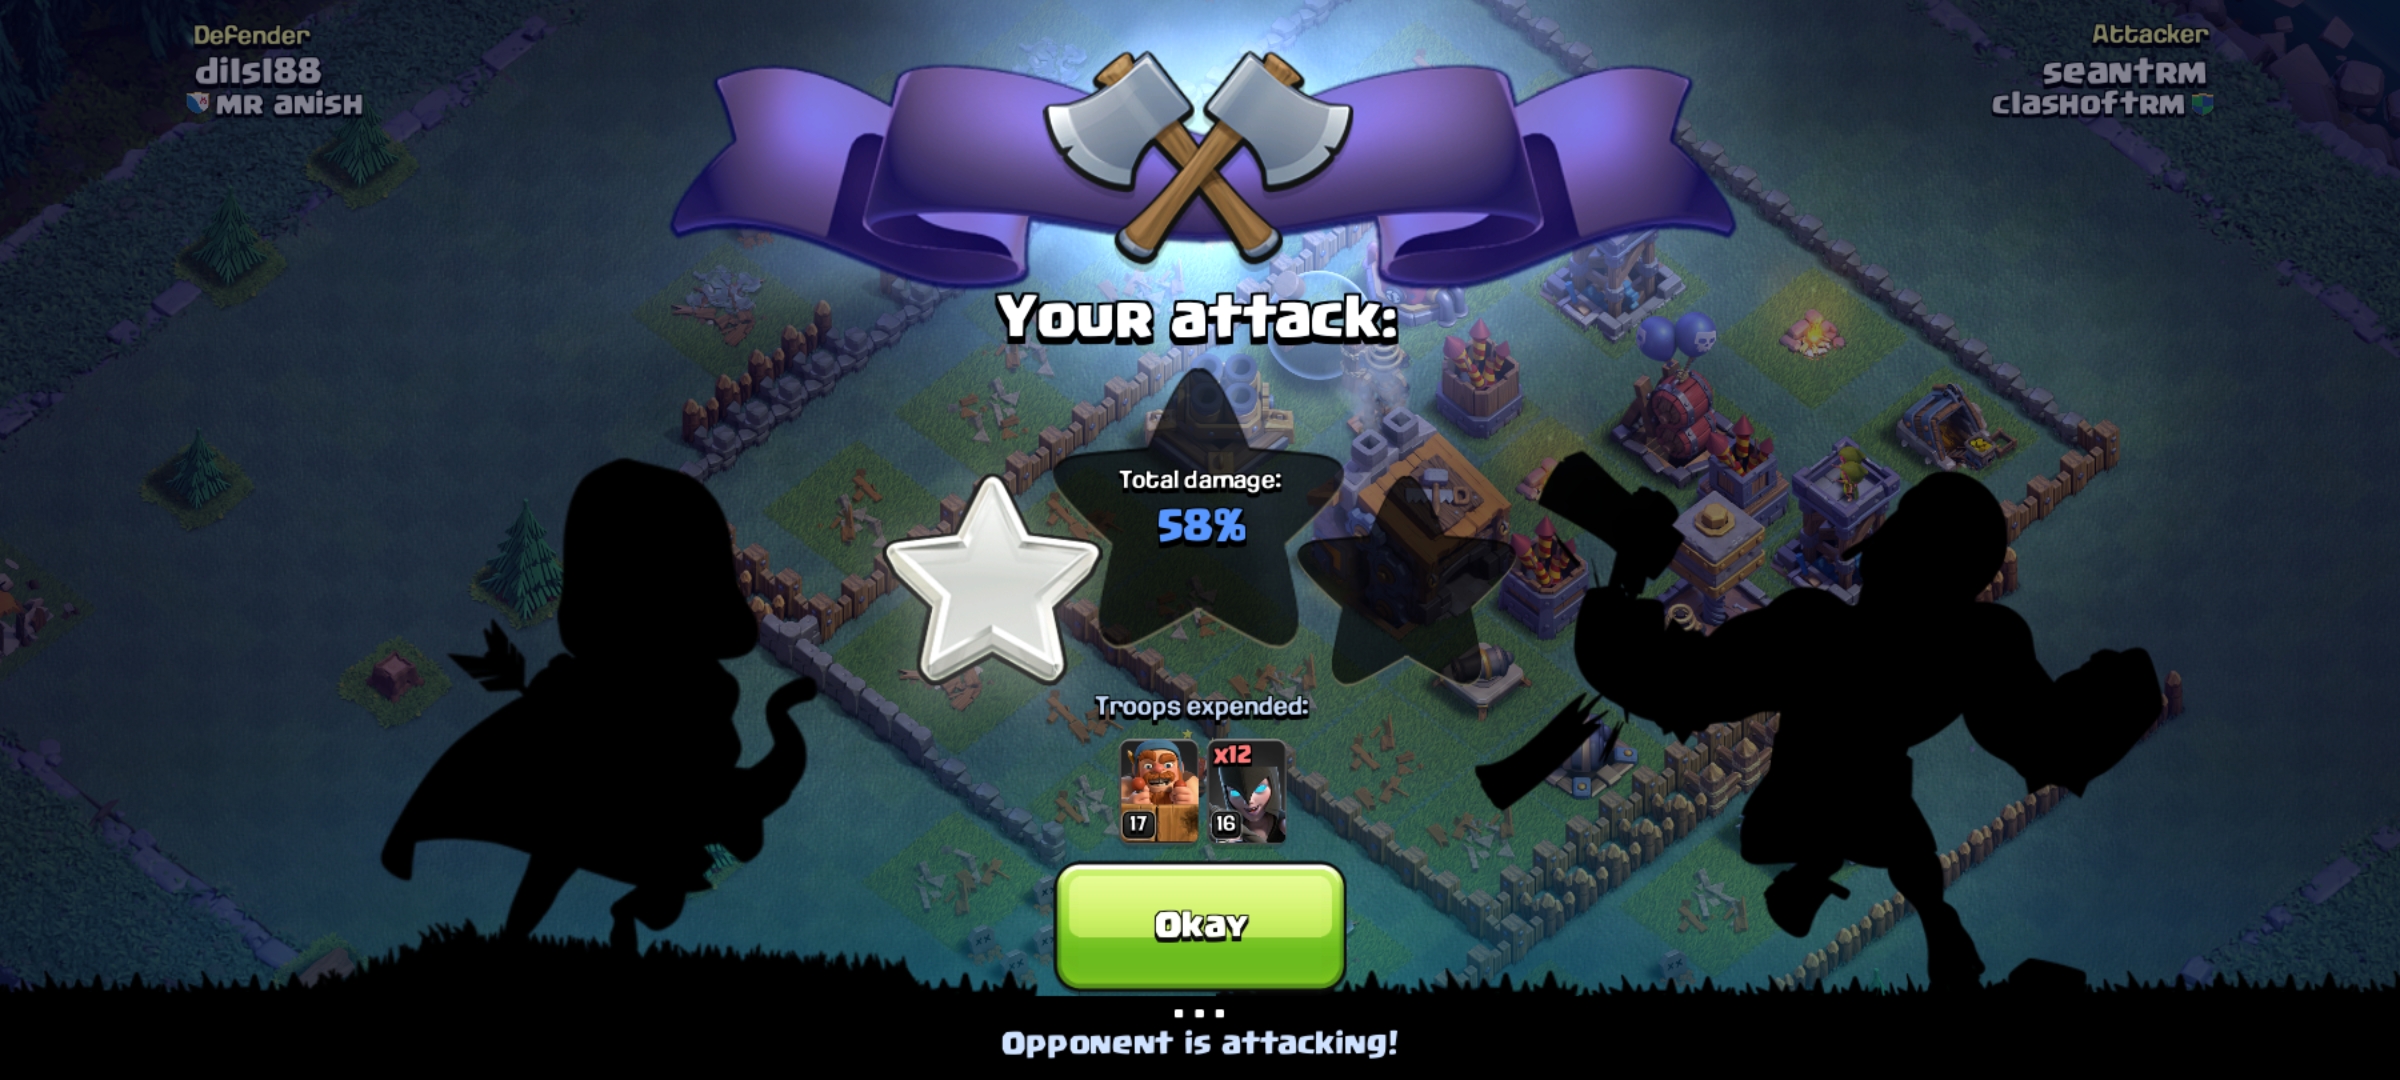 Defender
dils188
MR anish
Attacker
seantRM
clashoftRM
Your attack:
Total damage:
58%
Troops expended:
x12
17
16
Okay
Opponent is attacking!